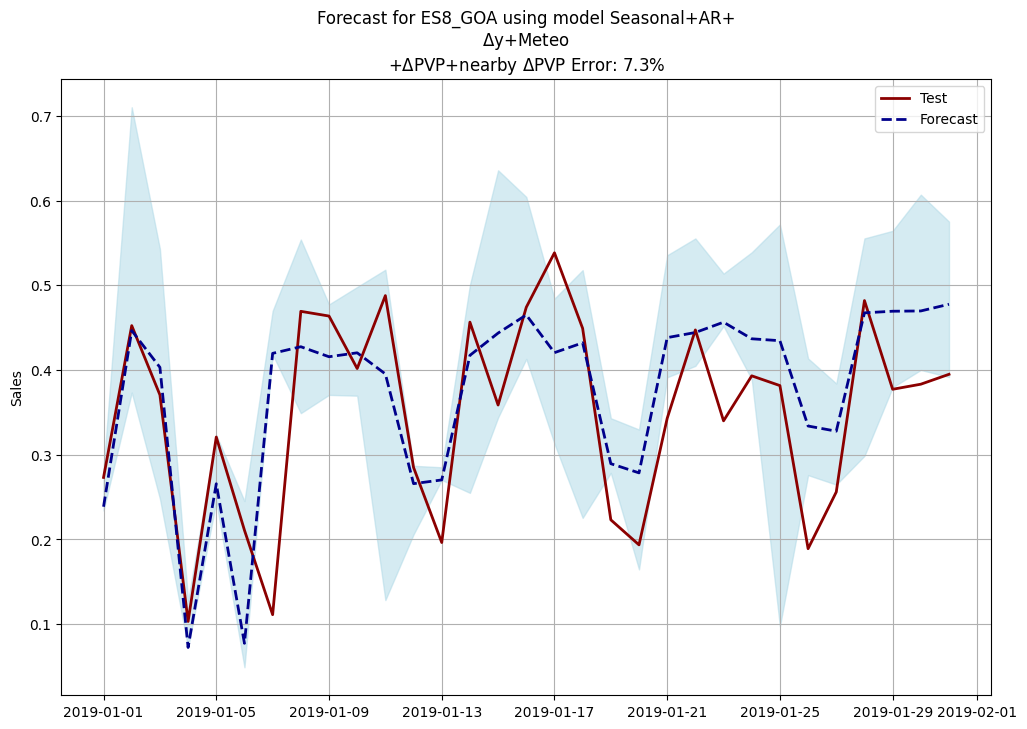 Forecast for ES8_GOA using model Seasonal+AR+
Δy+Meteo
+ΔPVP+nearby ΔPVP Error: 7.3%
Test
Forecast
Sales
0.7
0.6
0.5
0.4
0.3
0.2
0.1
2019-01-01 2019-01-05 2019-01-09 2019-01-13 2019-01-17 2019-01-21 2019-01-25 2019-01-29 2019-02-01